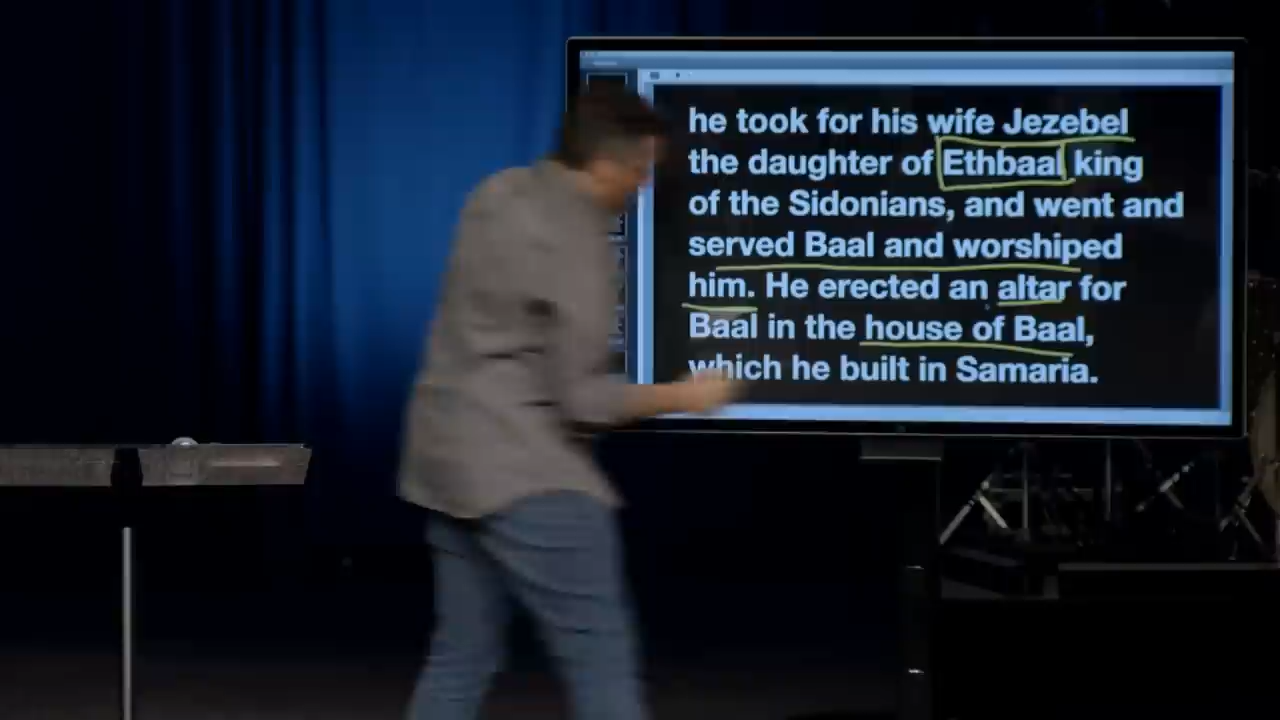 he took for his wife Jezebel
the daughter of Ethbaal king
of the Sidonians, and went and
served Baal and worshiped
him. He erected an altar for
Baal in the house of Baal,
which he built in Samaria.